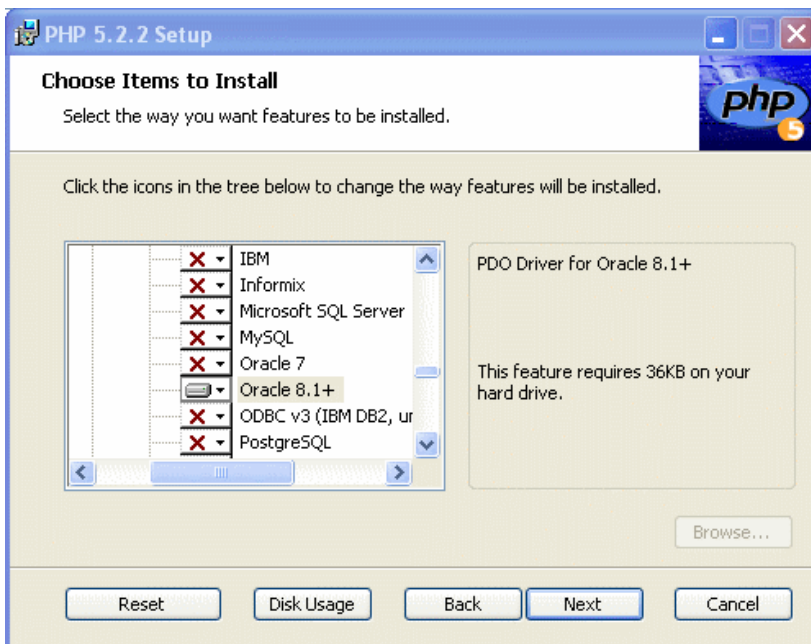 PHP 5.2.2 Setup
Choose Items to Install
Select the way you want features to be installed.
php
5
Click the icons in the tree below to change the way features will be installed.
IBM
Informix
Microsoft SQL Server
MySQL
Oracle 7
Oracle 8.1+
ODBC v3 (IBM DB2, ur
PostgreSQL
PDO Driver for Oracle 8.1+
This feature requires 36KB on your
hard drive.
Browse...
Reset
Disk Usage
Back
Next
Cancel